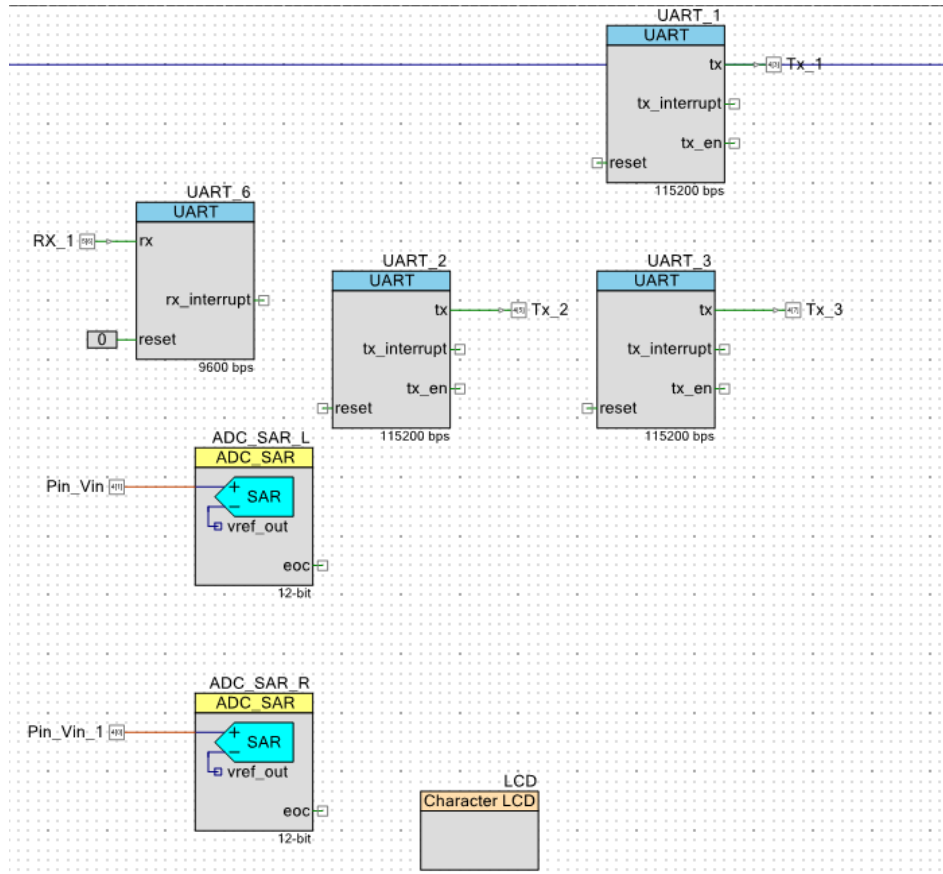 UART_1
UART
tx
Tx_1
tx_interrupt
tx_en
reset
115200 bps
UART_6
UART
RX_1
rx
rx_interrupt
0
reset
9600 bps
UART_2
UART
tx
Tx_2
tx_interrupt
tx_en
reset
115200 bps
UART_3
UART
tx
Tx_3
tx_interrupt
tx_en
reset
115200 bps
ADC_SAR_L
ADC_SAR
Pin_Vin
SAR
vref_out
eoc
12-bit
ADC_SAR_R
ADC_SAR
Pin_Vin_1
SAR
vref_out
eoc
12-bit
LCD
Character LCD